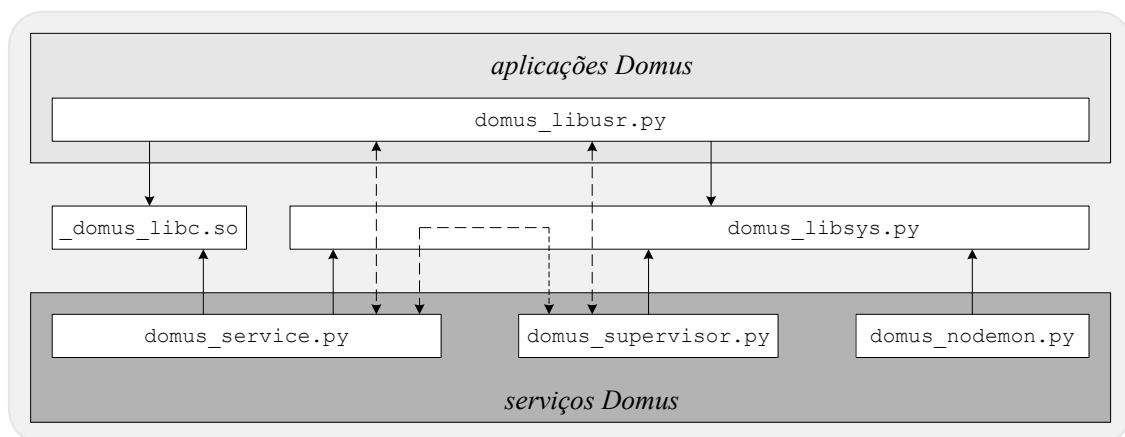 aplicações Domus
domus_libusr.py
_domus_libc.so
domus_libsys.py
domus_service.py
domus_supervisor.py
domus_nodemon.py
serviços Domus